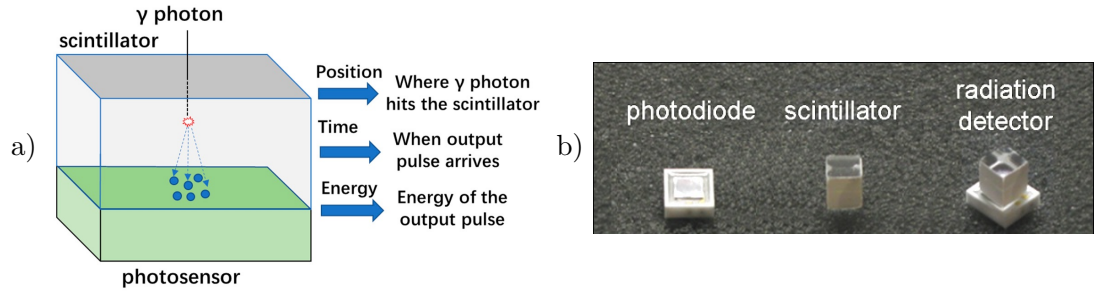 a)
γ photon
scintillator
Position
Where γ photon
hits the scintillator
Time
When output
pulse arrives
Energy
Energy of the
output pulse
photosensor
b)
photodiode
scintillator
radiation
detector